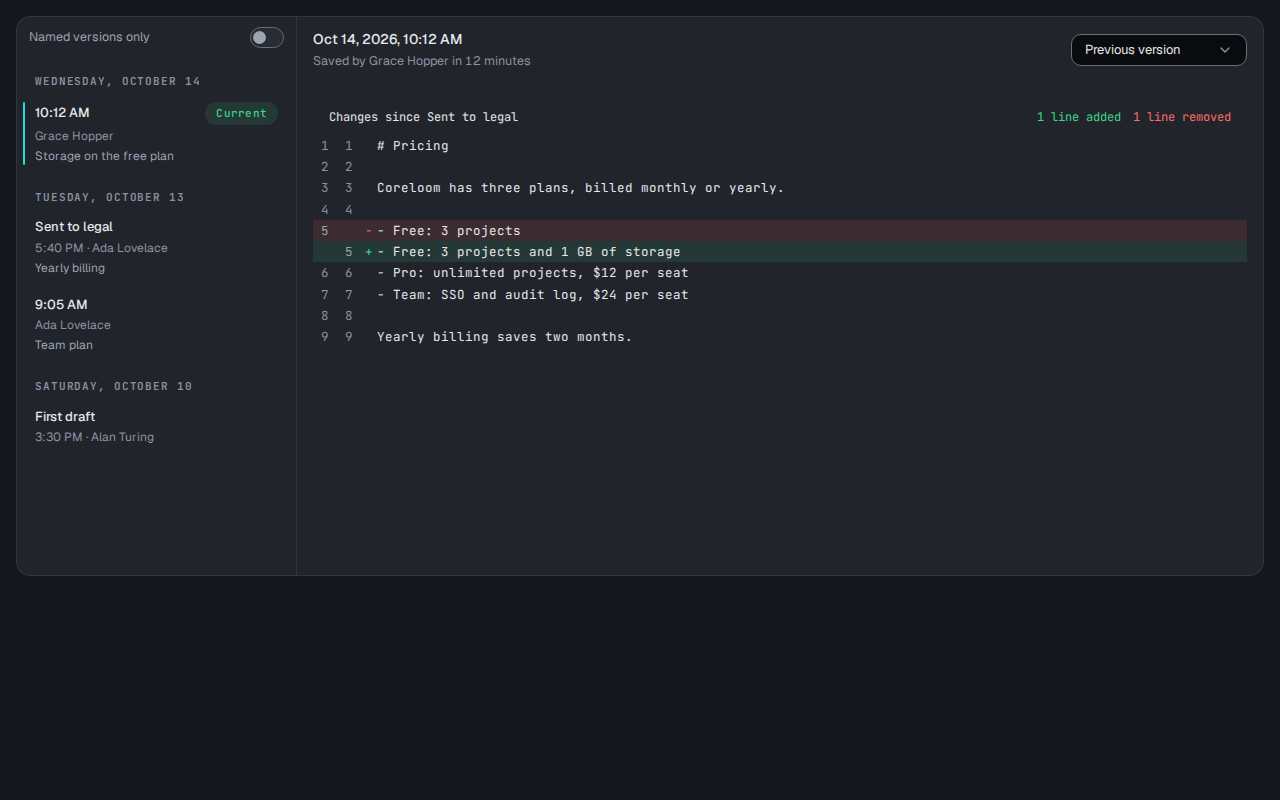 Named versions only
WEDNESDAY, OCTOBER 14
10:12 AM
Current
Grace Hopper
Storage on the free plan
TUESDAY, OCTOBER 13
Sent to legal
5:40 PM · Ada Lovelace
Yearly billing
9:05 AM
Ada Lovelace
Team plan
SATURDAY, OCTOBER 10
First draft
3:30 PM · Alan Turing
Oct 14, 2026, 10:12 AM
Saved by Grace Hopper in 12 minutes
Previous version
Changes since Sent to legal
1 line added 1 line removed
1 1 # Pricing
2 2
3 3 Coreloom has three plans, billed monthly or yearly.
4 4
5 - - Free: 3 projects
5 + - Free: 3 projects and 1 GB of storage
6 6 - Pro: unlimited projects, $12 per seat
7 7 - Team: SSO and audit log, $24 per seat
8 8
9 9 Yearly billing saves two months.